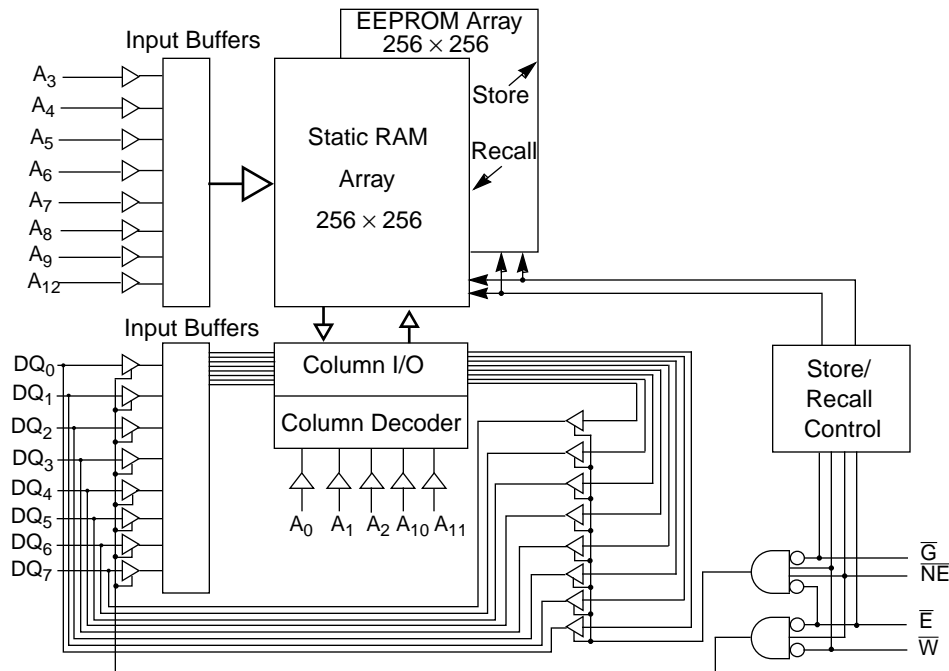 EEPROM Array
256 × 256
Input Buffers
A3
A4
A5
A6
A7
A8
A9
A12
Static RAM
Array
256 × 256
Store
Recall
Input Buffers
DQ0
DQ1
DQ2
DQ3
DQ4
DQ5
DQ6
DQ7
Column I/O
Column Decoder
A0
A1
A2
A10
A11
Store/
Recall
Control
G̅
N̅E̅
E̅
W̅